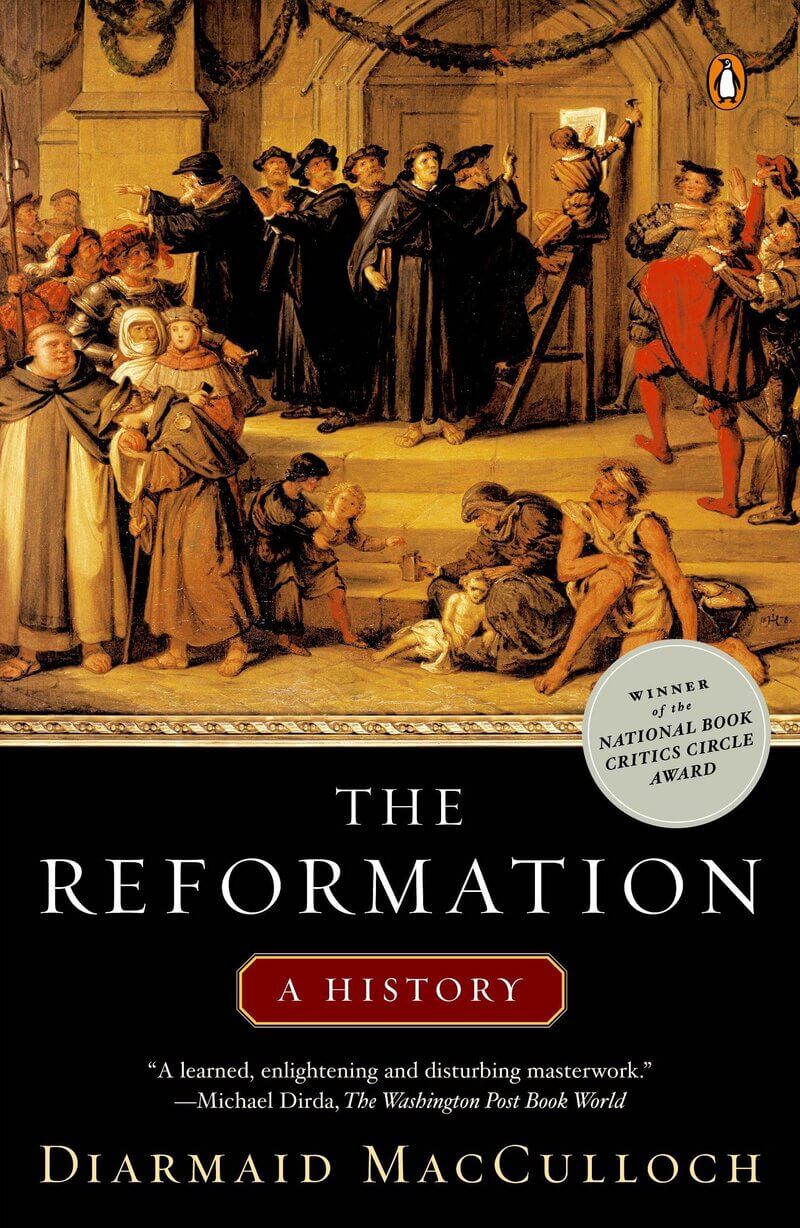 WINNER
of the
NATIONAL BOOK
CRITICS CIRCLE
AWARD
THE
REFORMATION
A HISTORY
“A learned, enlightening and disturbing masterwork.”
—Michael Dirda, The Washington Post Book World
DIARMAID MACCULLOCH